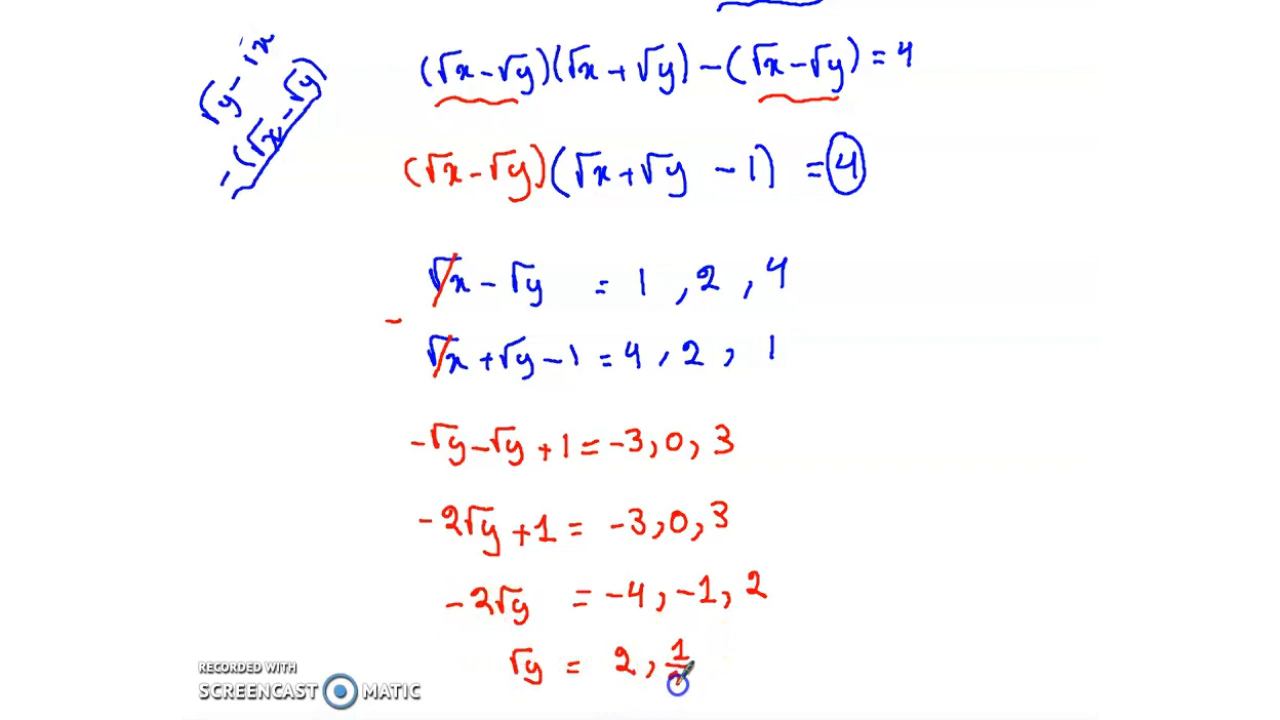 (√x - √y)(√x + √y) - (√x - √y) = 4
√y - √x
-(√x - √y)
(√x - √y)(√x + √y - 1) = 4
√x - √y = 1, 2, 4
-
√x + √y - 1 = 4, 2, 1
-√y - √y + 1 = -3, 0, 3
-2√y + 1 = -3, 0, 3
-2√y = -4, -1, 2
√y = 2, 1
RECORDED WITH
SCREENCAST MATIC